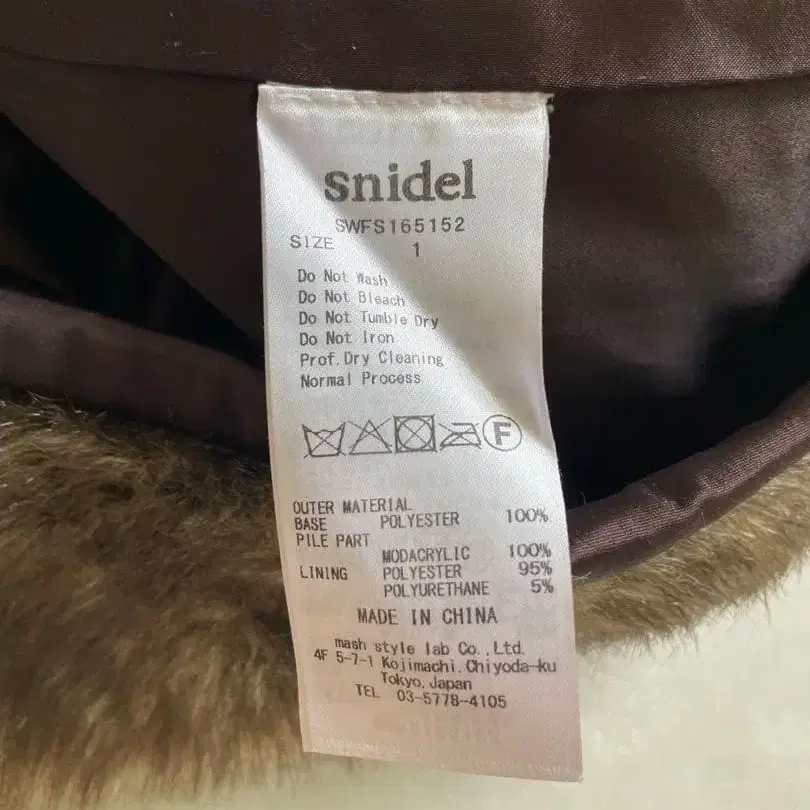 snidel
SWFS165152
SIZE 1
Do Not Wash
Do Not Bleach
Do Not Tumble Dry
Do Not Iron
Prof.Dry Cleaning
Normal Process
F
OUTER MATERIAL
BASE POLYESTER 100%
PILE PART
MODACRYLIC 100%
LINING POLYESTER 95%
POLYURETHANE 5%
MADE IN CHINA
mash style lab Co.,Ltd.
4F 5-7-1 Kojimachi.Chiyoda-ku
Tokyo,Japan
TEL 03-5778-4105